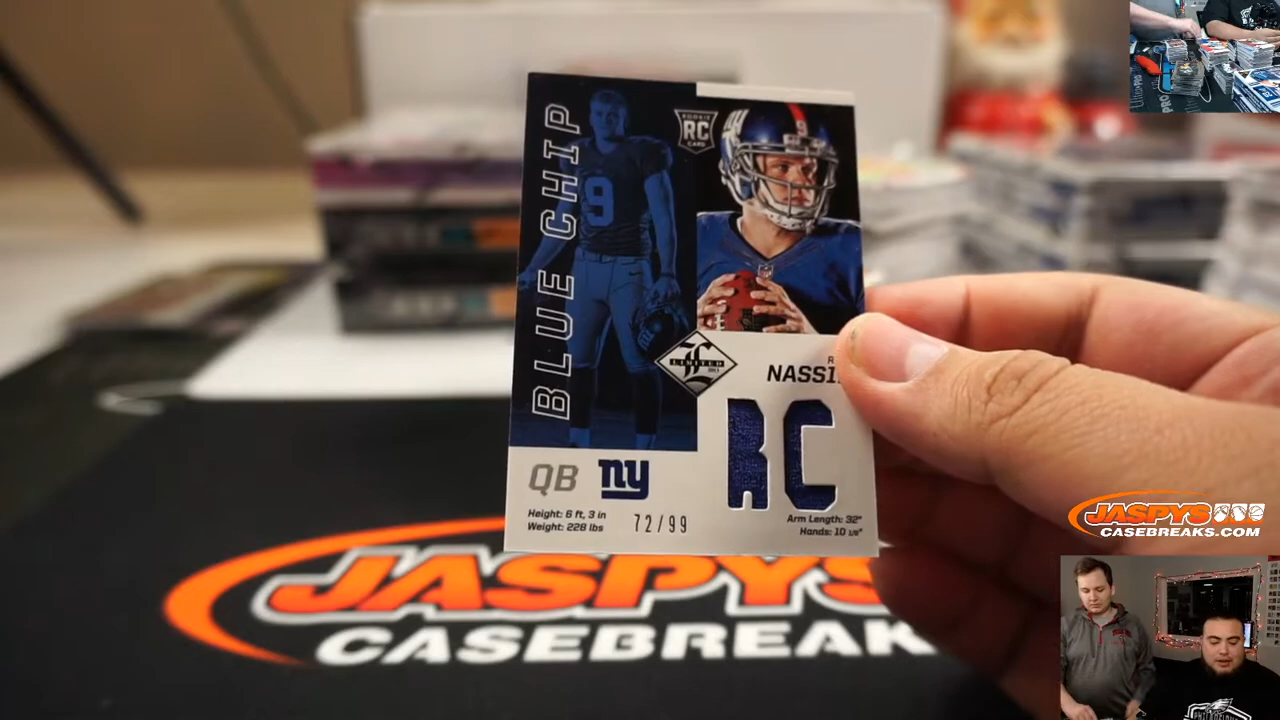 BLUE CHIP
ROOKIE
RC
CARD
9
LIMITED
R
NASSI
RC
QB
ny
Height: 6 ft, 3 in
Weight: 228 lbs
72/99
Arm Length: 32"
Hands: 10 1/8"
JASPYS
CASEBREAK
JASPYS
CASEBREAKS.COM